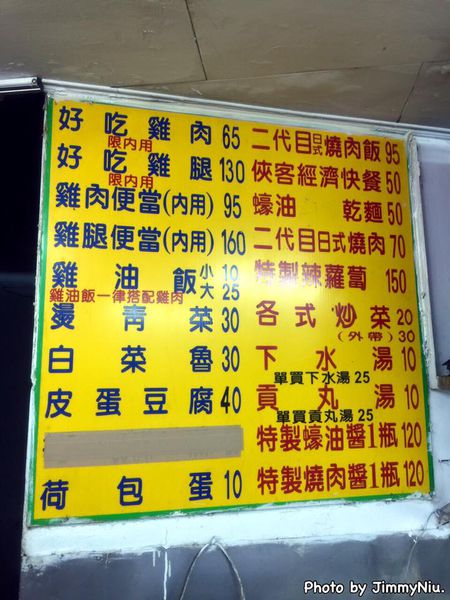 好吃雞肉 65
限內用
好吃雞腿 130
限內用
雞肉便當(內用) 95
雞腿便當(內用) 160
雞油飯 小 10
大 25
雞油飯一律搭配雞肉
燙青菜 30
白菜魯 30
皮蛋豆腐 40
荷包蛋 10
二代目日式燒肉飯 95
俠客經濟快餐 50
蠔油乾麵 50
二代目日式燒肉 70
特製辣蘿蔔 150
各式炒菜 20
(外帶) 30
下水湯 10
單買下水湯 25
貢丸湯 10
單買貢丸湯 25
特製蠔油醬1瓶 120
特製燒肉醬1瓶 120
Photo by JimmyNiu.